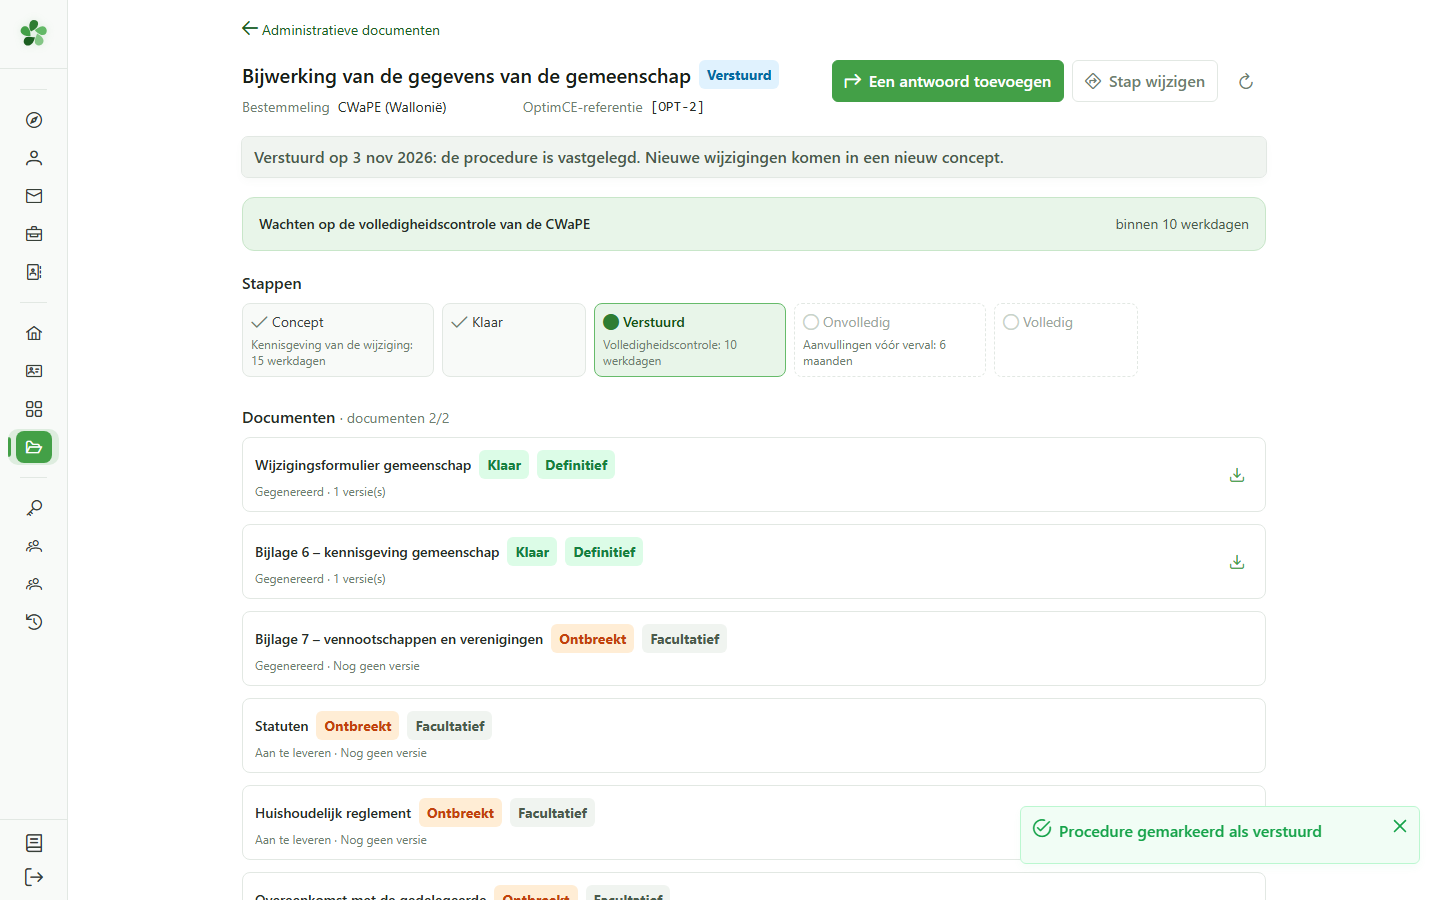 Administratieve documenten
Bijwerking van de gegevens van de gemeenschap Verstuurd
Een antwoord toevoegen
Stap wijzigen
Bestemmeling CWaPE (Wallonië) OptimCE-referentie [OPT-2]
Verstuurd op 3 nov 2026: de procedure is vastgelegd. Nieuwe wijzigingen komen in een nieuw concept.
Wachten op de volledigheidscontrole van de CWaPE binnen 10 werkdagen
Stappen
Concept
Kennisgeving van de wijziging:
15 werkdagen
Klaar
Verstuurd
Volledigheidscontrole: 10
werkdagen
Onvolledig
Aanvullingen vóór verval: 6
maanden
Volledig
Documenten · documenten 2/2
Wijzigingsformulier gemeenschap Klaar Definitief
Gegenereerd · 1 versie(s)
Bijlage 6 – kennisgeving gemeenschap Klaar Definitief
Gegenereerd · 1 versie(s)
Bijlage 7 – vennootschappen en verenigingen Ontbreekt Facultatief
Gegenereerd · Nog geen versie
Statuten Ontbreekt Facultatief
Aan te leveren · Nog geen versie
Huishoudelijk reglement Ontbreekt Facultatief
Aan te leveren · Nog geen versie
Procedure gemarkeerd als verstuurd
Overeenkomst met de gedelegeerde Ontbreekt Facultatief